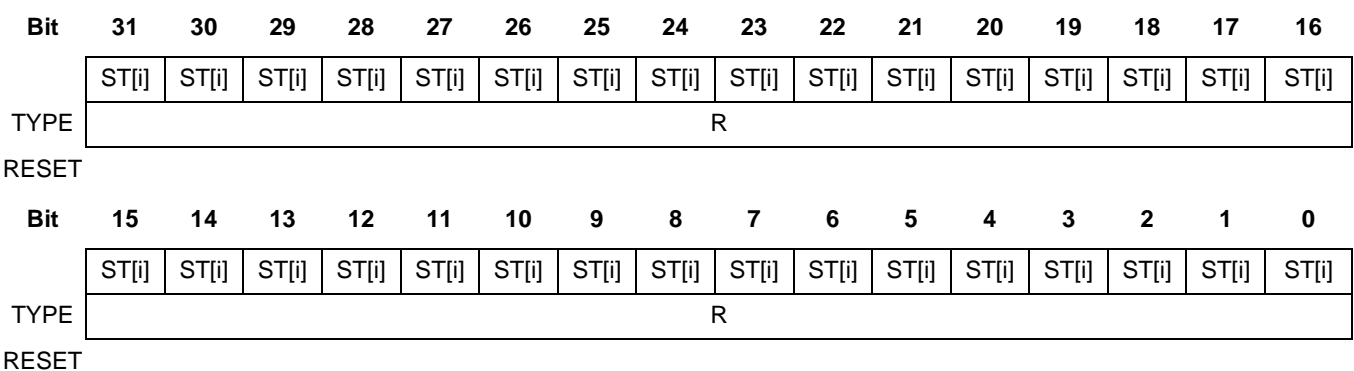 Bit 31 30 29 28 27 26 25 24 23 22 21 20 19 18 17 16
ST[i] ST[i] ST[i] ST[i] ST[i] ST[i] ST[i] ST[i] ST[i] ST[i] ST[i] ST[i] ST[i] ST[i] ST[i] ST[i]
TYPE R
RESET
Bit 15 14 13 12 11 10 9 8 7 6 5 4 3 2 1 0
ST[i] ST[i] ST[i] ST[i] ST[i] ST[i] ST[i] ST[i] ST[i] ST[i] ST[i] ST[i] ST[i] ST[i] ST[i] ST[i]
TYPE R
RESET